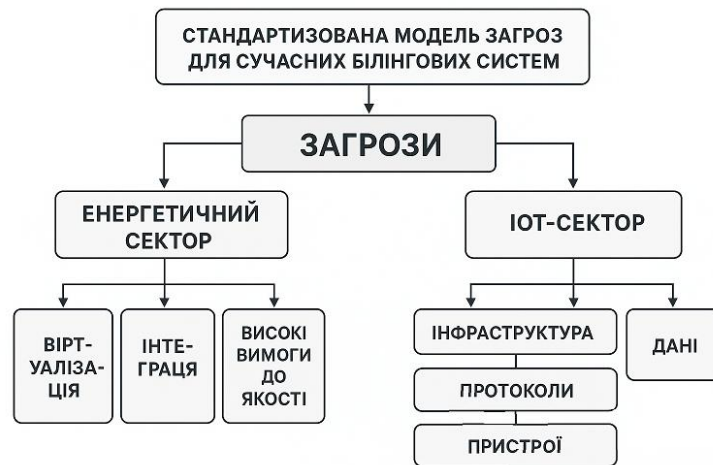 СТАНДАРТИЗОВАНА МОДЕЛЬ ЗАГРОЗ
ДЛЯ СУЧАСНИХ БІЛІНГОВИХ СИСТЕМ
ЗАГРОЗИ
ЕНЕРГЕТИЧНИЙ
СЕКТОР
ІОТ-СЕКТОР
ВІРТ-
УАЛІЗА-
ЦІЯ
ІНТЕ-
ГРАЦЯ
ВИСОКІ
ВИМОГИ
ДО
ЯКОСТІ
ІНФРАСТРУКТУРА
ПРОТОКОЛИ
ПРИСТРОЇ
ДАНІ